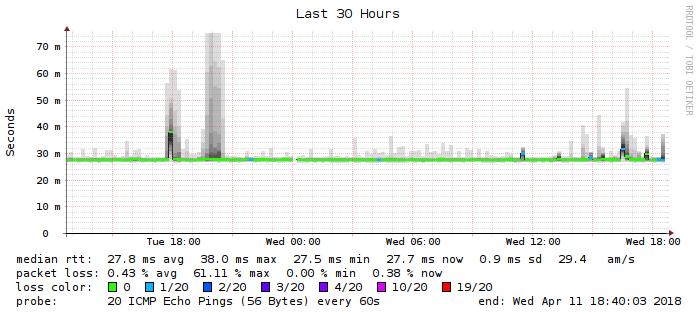 Last 30 Hours
RRDTOOL / TOBI OETIKER
Seconds
70 m
60 m
50 m
40 m
30 m
20 m
10 m
0
Tue 18:00 Wed 00:00 Wed 06:00 Wed 12:00 Wed 18:00
median rtt: 27.8 ms avg 38.0 ms max 27.5 ms min 27.7 ms now 0.9 ms sd 29.4 am/s
packet loss: 0.43 % avg 61.11 % max 0.00 % min 0.38 % now
loss color: 0 1/20 2/20 3/20 4/20 10/20 19/20
probe: 20 ICMP Echo Pings (56 Bytes) every 60s end: Wed Apr 11 18:40:03 2018